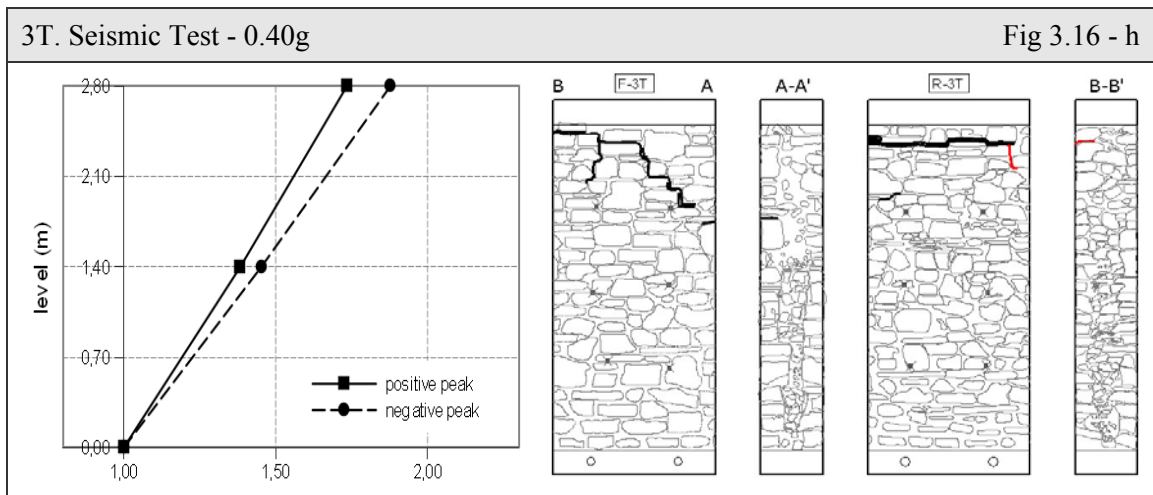 3T. Seismic Test - 0.40g Fig 3.16 - h
level (m)
2,80
2,10
1,40
0,70
0,00
1,00 1,50 2,00
positive peak
negative peak
B F-3T A A-A' R-3T B-B'